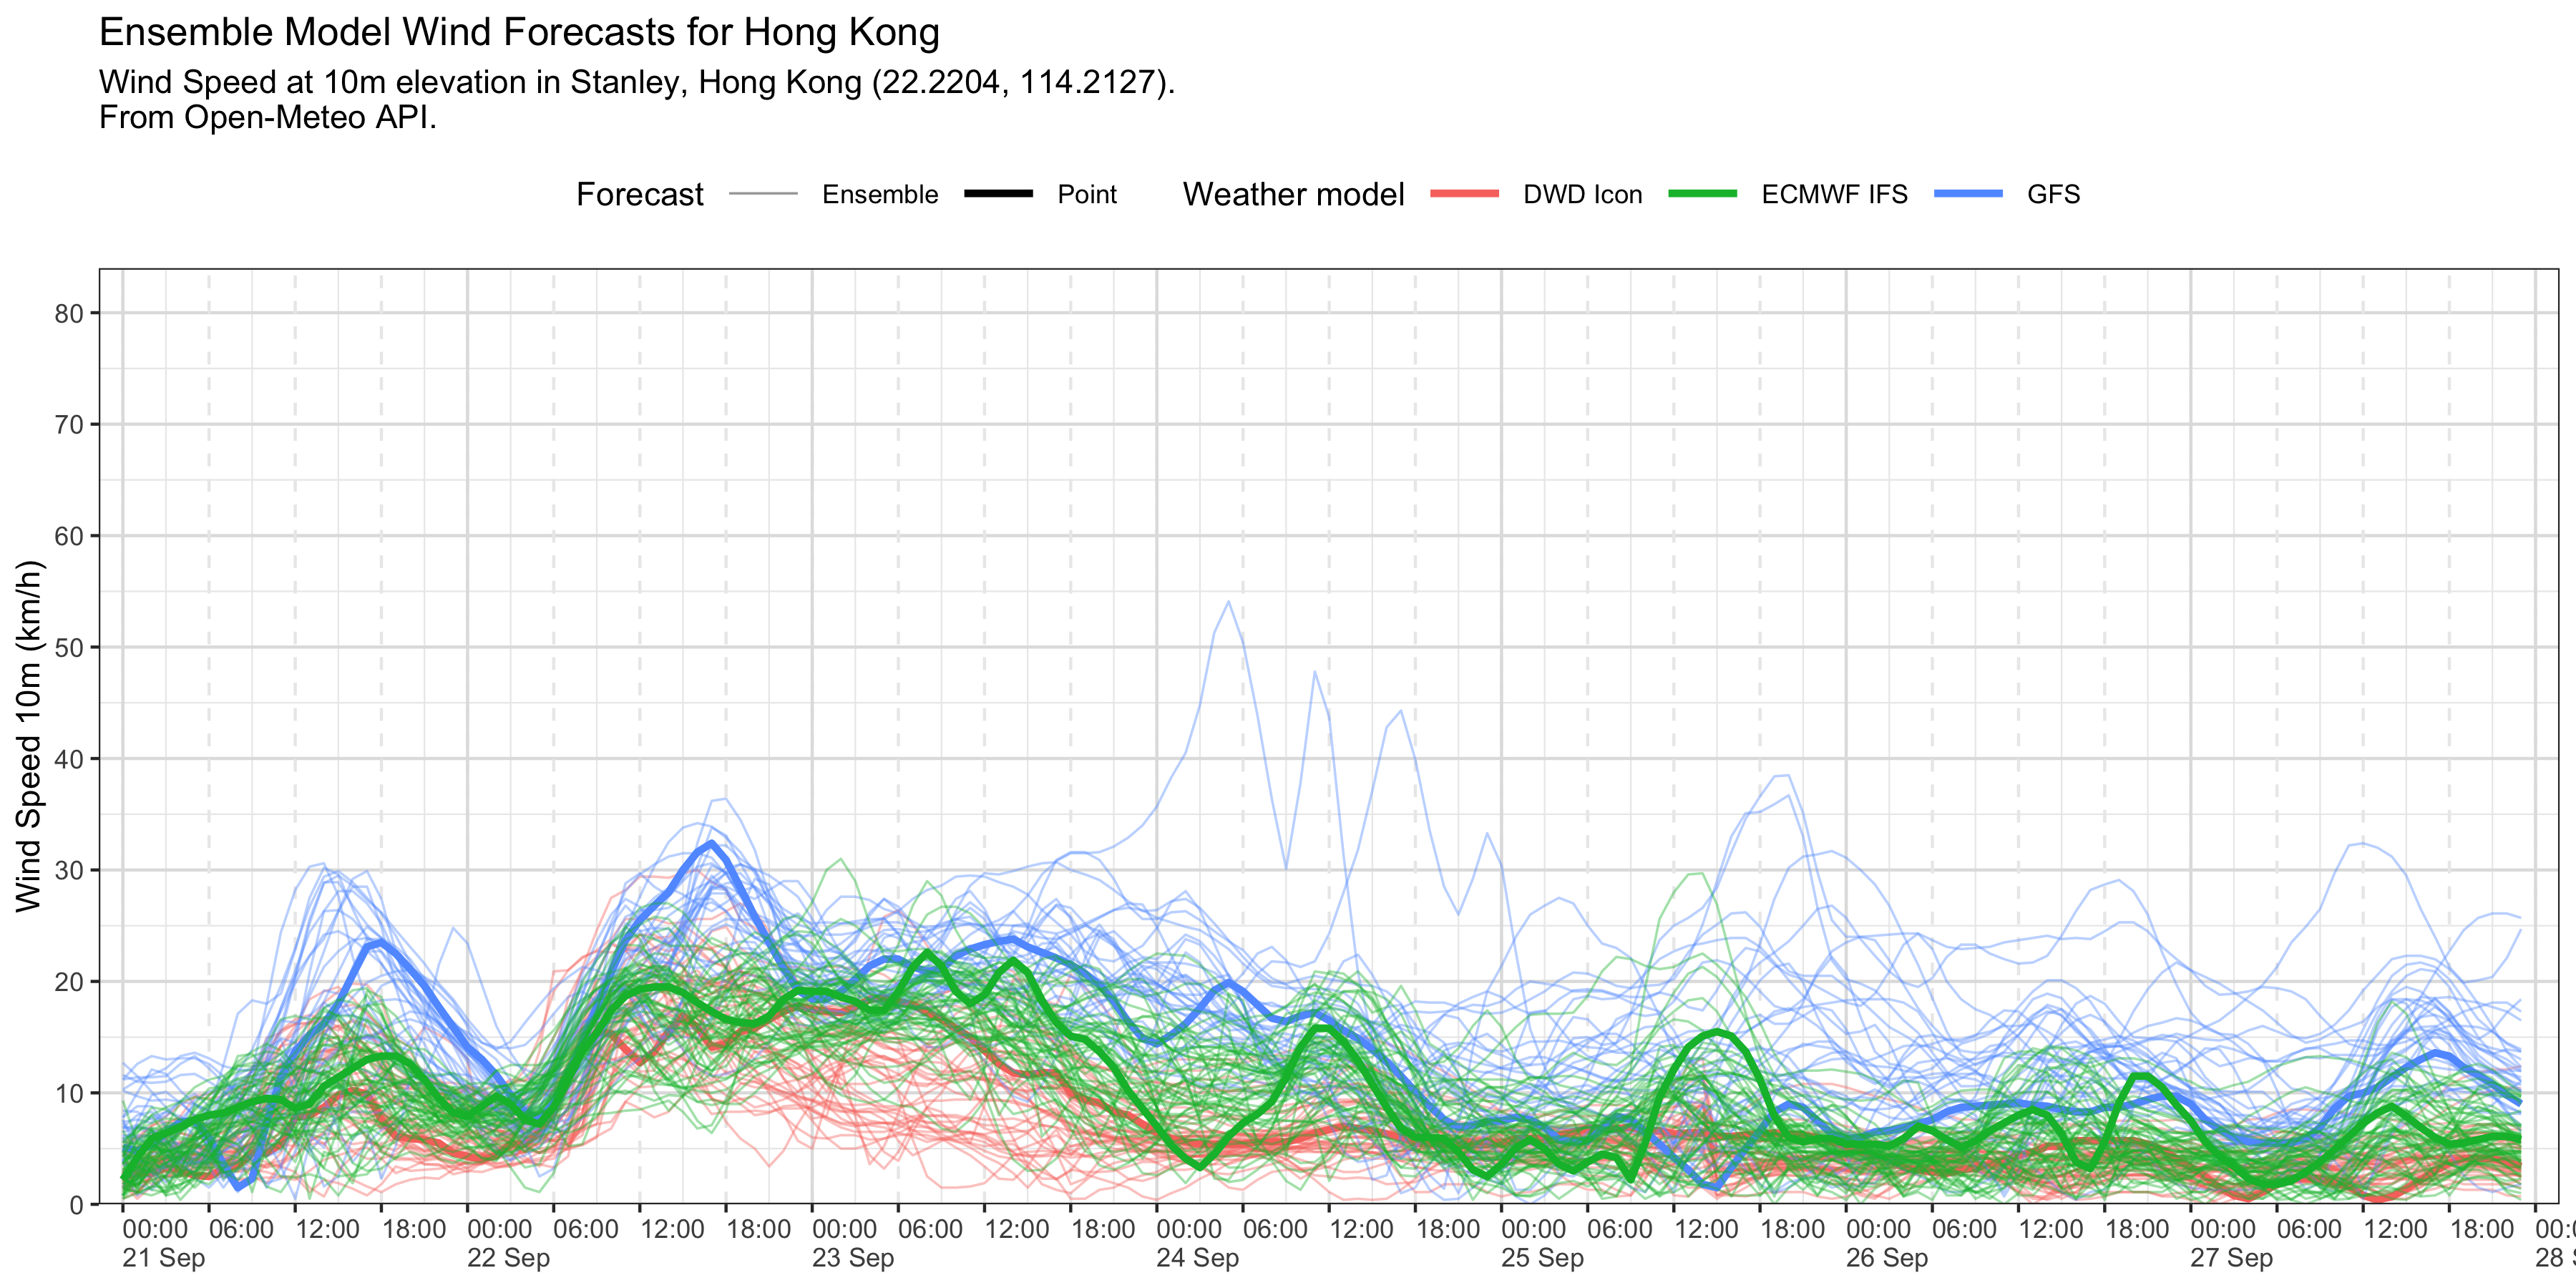 Ensemble Model Wind Forecasts for Hong Kong
Wind Speed at 10m elevation in Stanley, Hong Kong (22.2204, 114.2127).
From Open-Meteo API.
Forecast Ensemble Point Weather model DWD Icon ECMWF IFS GFS
Wind Speed 10m (km/h)
80
70
60
50
40
30
20
10
0
00:00 06:00 12:00 18:00 00:00 06:00 12:00 18:00 00:00 06:00 12:00 18:00 00:00 06:00 12:00 18:00 00:00 06:00 12:00 18:00 00:00 06:00 12:00 18:00 00:00 06:00 12:00 18:00
21 Sep 22 Sep 23 Sep 24 Sep 25 Sep 26 Sep 27 Sep 28